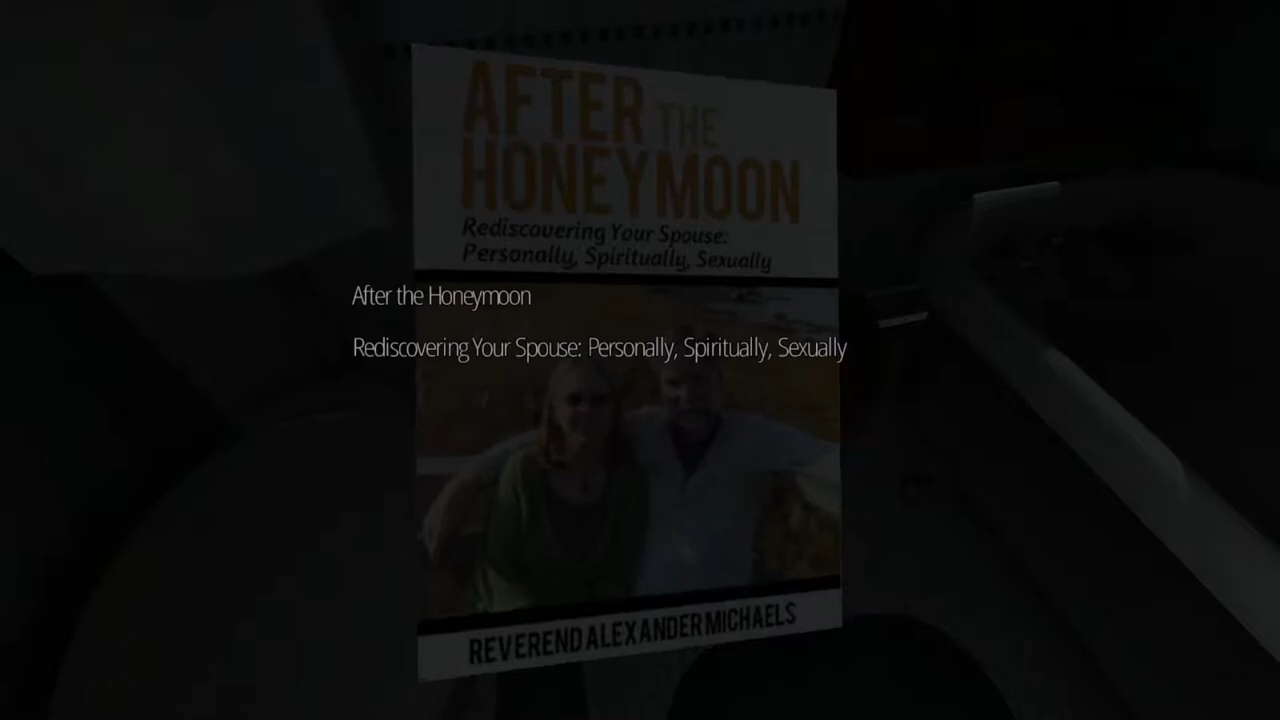 AFTER THE
HONEYMOON
Rediscovering Your Spouse:
Personally, Spiritually, Sexually
After the Honeymoon
Rediscovering Your Spouse: Personally, Spiritually, Sexually
REVEREND ALEXANDER MICHAELS